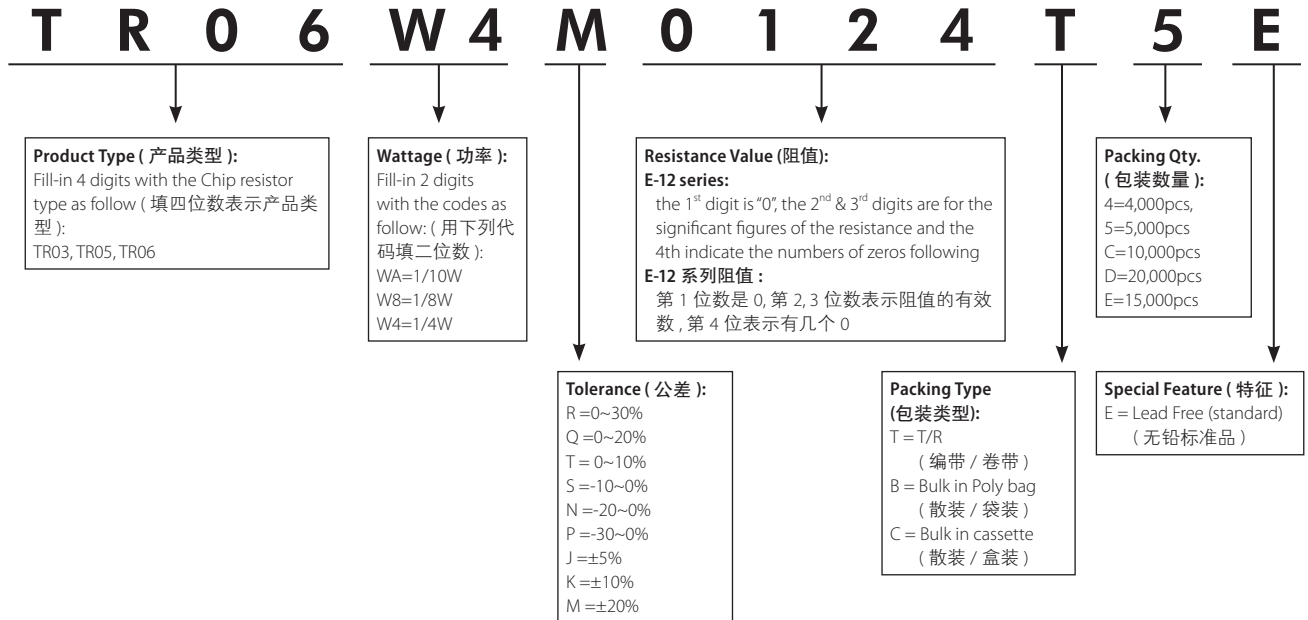 T R 0 6 W 4 M 0 1 2 4 T 5 E
Product Type ( 产品类型 ):
Fill-in 4 digits with the Chip resistor
type as follow ( 填四位数表示产品类
型 ):
TR03, TR05, TR06
Wattage ( 功率 ):
Fill-in 2 digits
with the codes as
follow: ( 用下列代
码填二位数 ):
WA=1/10W
W8=1/8W
W4=1/4W
Resistance Value (阻值):
E-12 series:
the 1st digit is “0”, the 2nd & 3rd digits are for the
significant figures of the resistance and the
4th indicate the numbers of zeros following
E-12 系列阻值 :
第 1 位数是 0, 第 2, 3 位数表示阻值的有效
数 , 第 4 位表示有几个 0
Packing Qty.
( 包装数量 ):
4=4,000pcs,
5=5,000pcs
C=10,000pcs
D=20,000pcs
E=15,000pcs
Tolerance ( 公差 ):
R =0~30%
Q =0~20%
T = 0~10%
S =-10~0%
N =-20~0%
P =-30~0%
J =±5%
K =±10%
M =±20%
Packing Type
(包装类型):
T = T/R
( 编带 / 卷带 )
B = Bulk in Poly bag
( 散装 / 袋装 )
C = Bulk in cassette
( 散装 / 盒装 )
Special Feature ( 特征 ):
E = Lead Free (standard)
( 无铅标准品 )